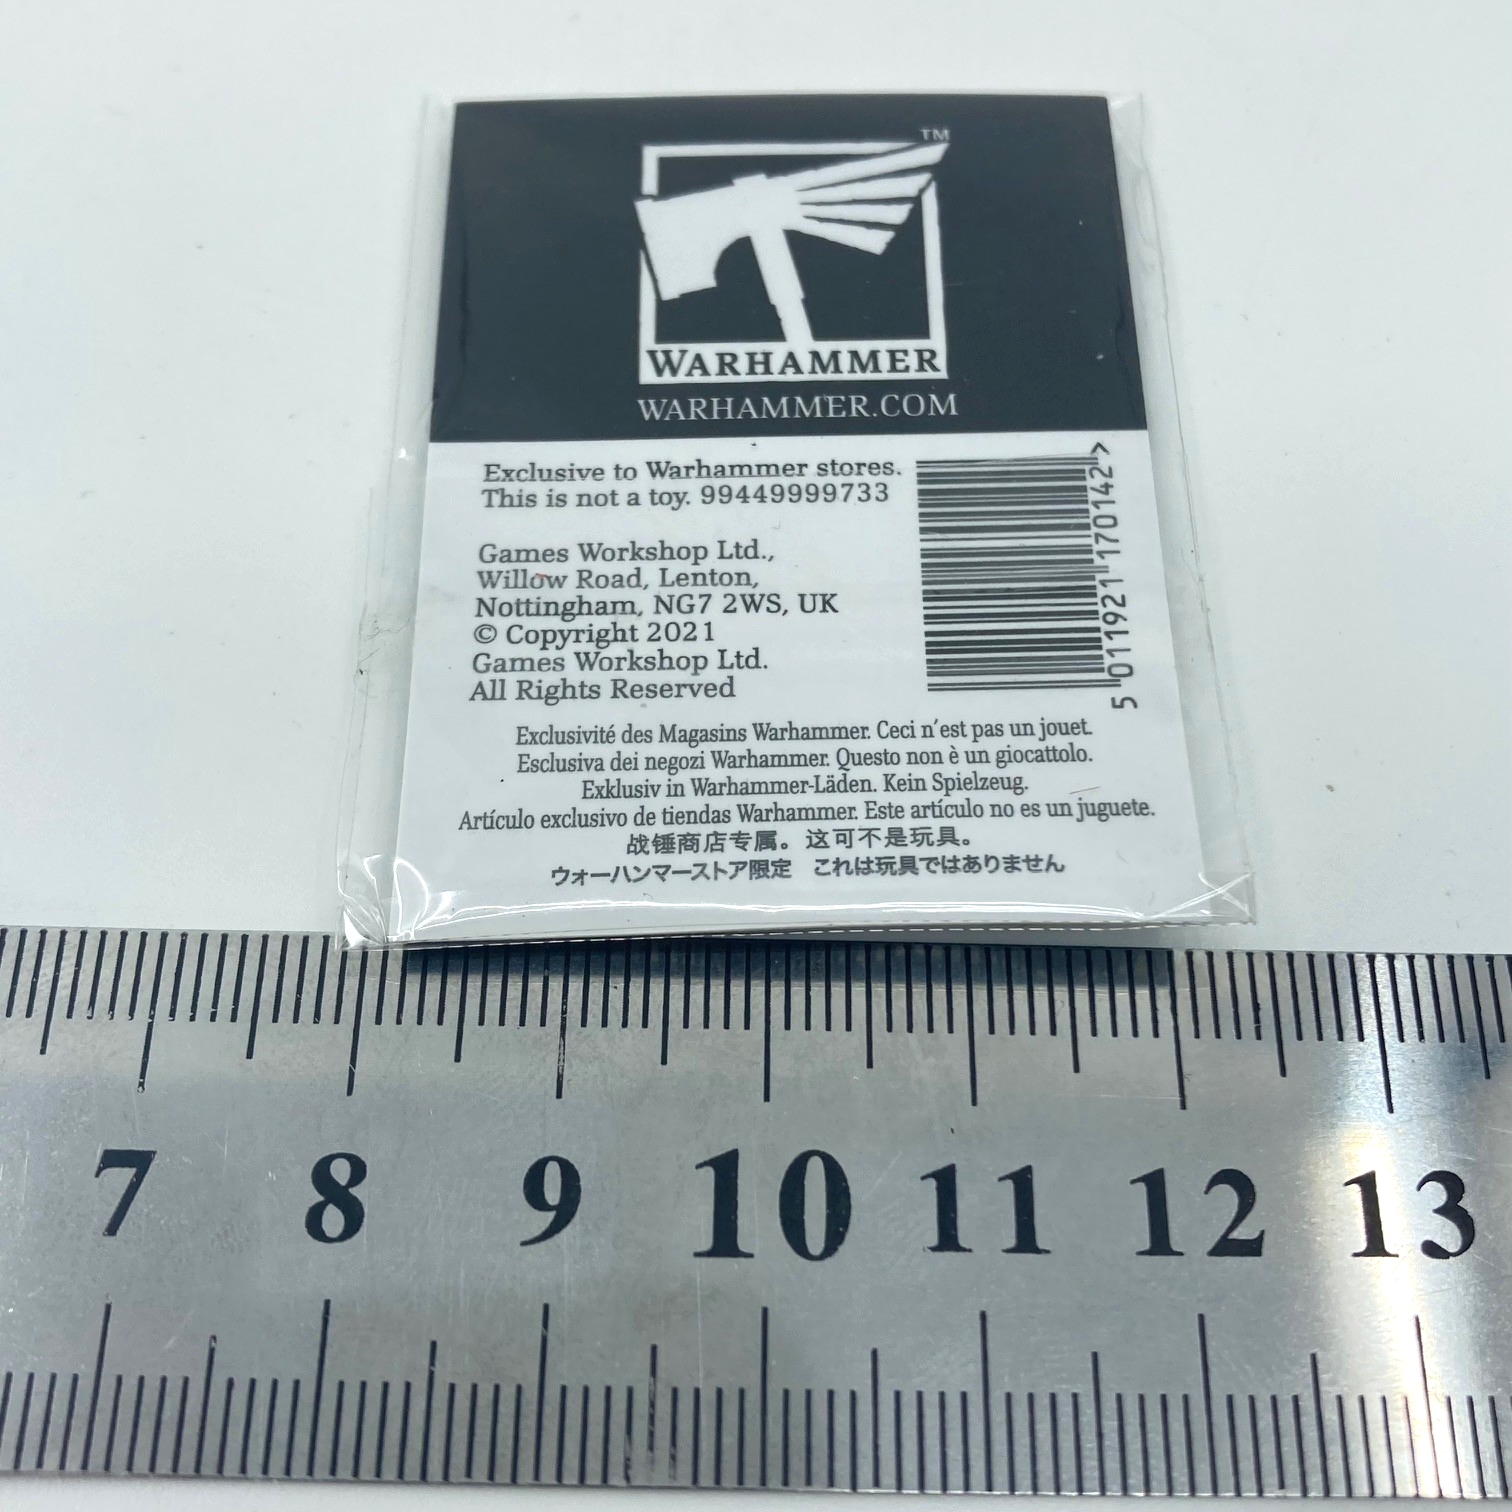 TM
WARHAMMER
WARHAMMER.COM
Exclusive to Warhammer stores.
This is not a toy. 99449999733
Games Workshop Ltd.,
Willow Road, Lenton,
Nottingham, NG7 2WS, UK
© Copyright 2021
Games Workshop Ltd.
All Rights Reserved
5 011921 170142 >
Exclusivité des Magasins Warhammer. Ceci n'est pas un jouet.
Esclusiva dei negozi Warhammer. Questo non è un giocattolo.
Exklusiv in Warhammer-Läden. Kein Spielzeug.
Artículo exclusivo de tiendas Warhammer. Este artículo no es un juguete.
战锤商店专属。这可不是玩具。
ウォーハンマーストア限定 これは玩具ではありません
7 8 9 10 11 12 13